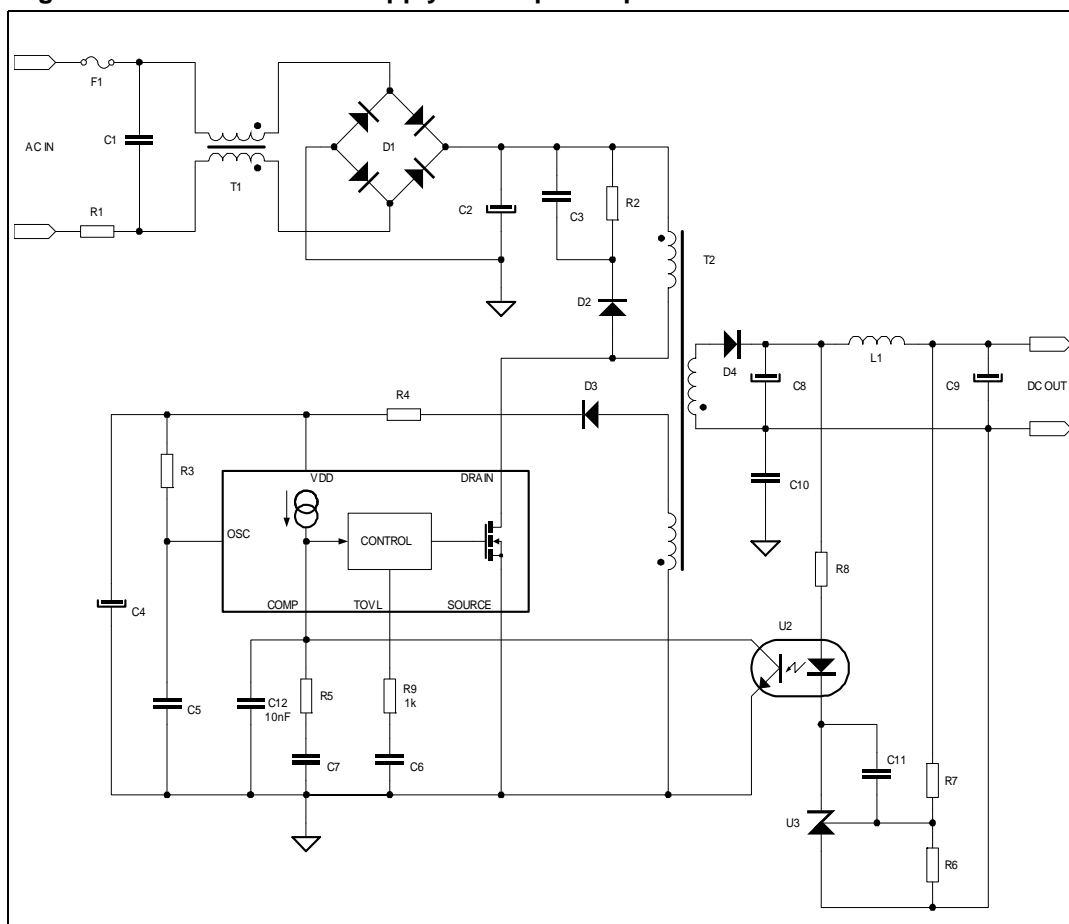 F1
C1
AC IN
T1
D1
R1
C2
C3
R2
T2
D2
D4
C8
L1
C9
DC OUT
R4
D3
R3
VDD
DRAIN
C10
OSC
CONTROL
R8
COMP
TOVL
SOURCE
C4
U2
C12
10nF
R5
R9
1k
C5
C7
C6
C11
R7
U3
R6